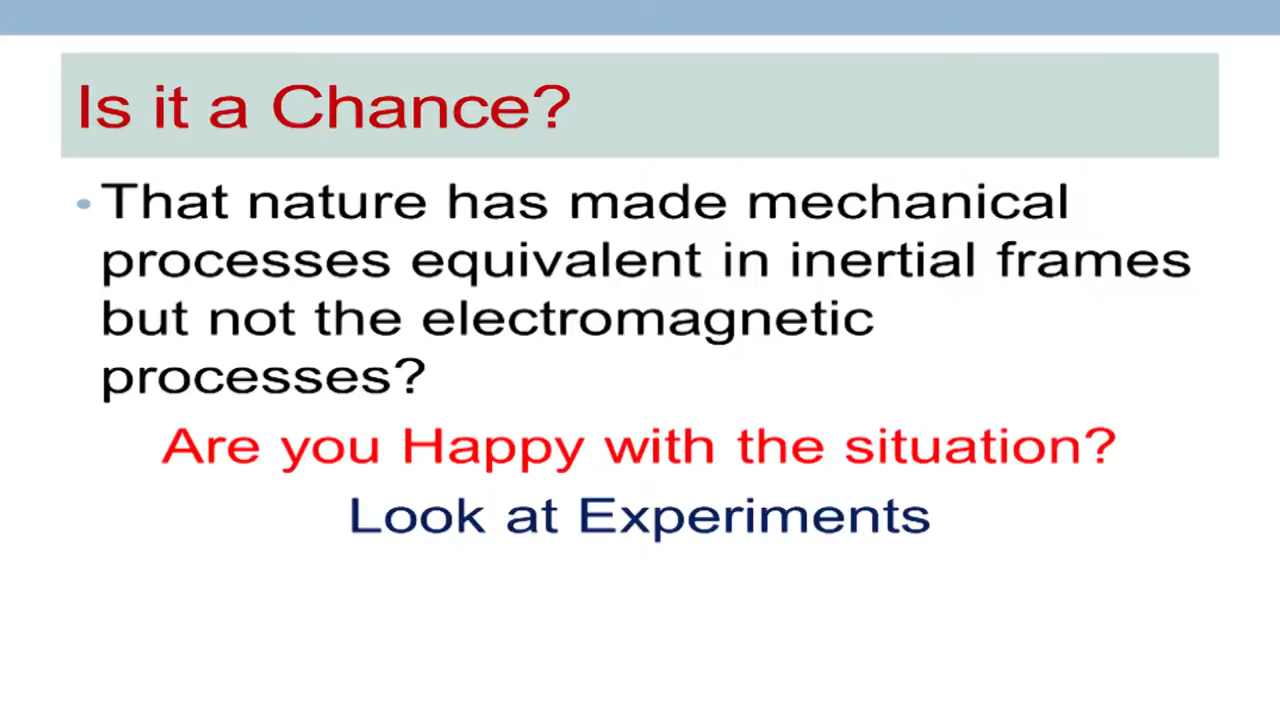 Is it a Chance?
• That nature has made mechanical
processes equivalent in inertial frames
but not the electromagnetic
processes?
Are you Happy with the situation?
Look at Experiments